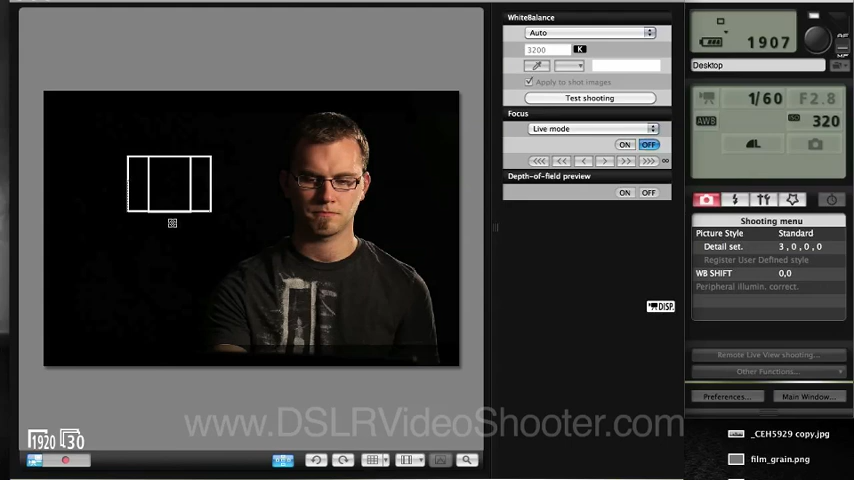 WhiteBalance
Auto
3200 K
Apply to shot images
Test shooting
Focus
Live mode
ON OFF
<<< << < > >> >>> ∞
Depth-of-field preview
ON OFF
DISP.
1920 30
1907
Desktop
1/60 F2.8
AWB ISO 320
L
Shooting menu
Picture Style Standard
Detail set. 3 , 0 , 0 , 0
Register User Defined style
WB SHIFT 0,0
Peripheral illumin. correct.
Remote Live View shooting...
Other Functions...
Preferences... Main Window...
www.DSLRVideoShooter.com
_CEH5929 copy.jpg
film_grain.png